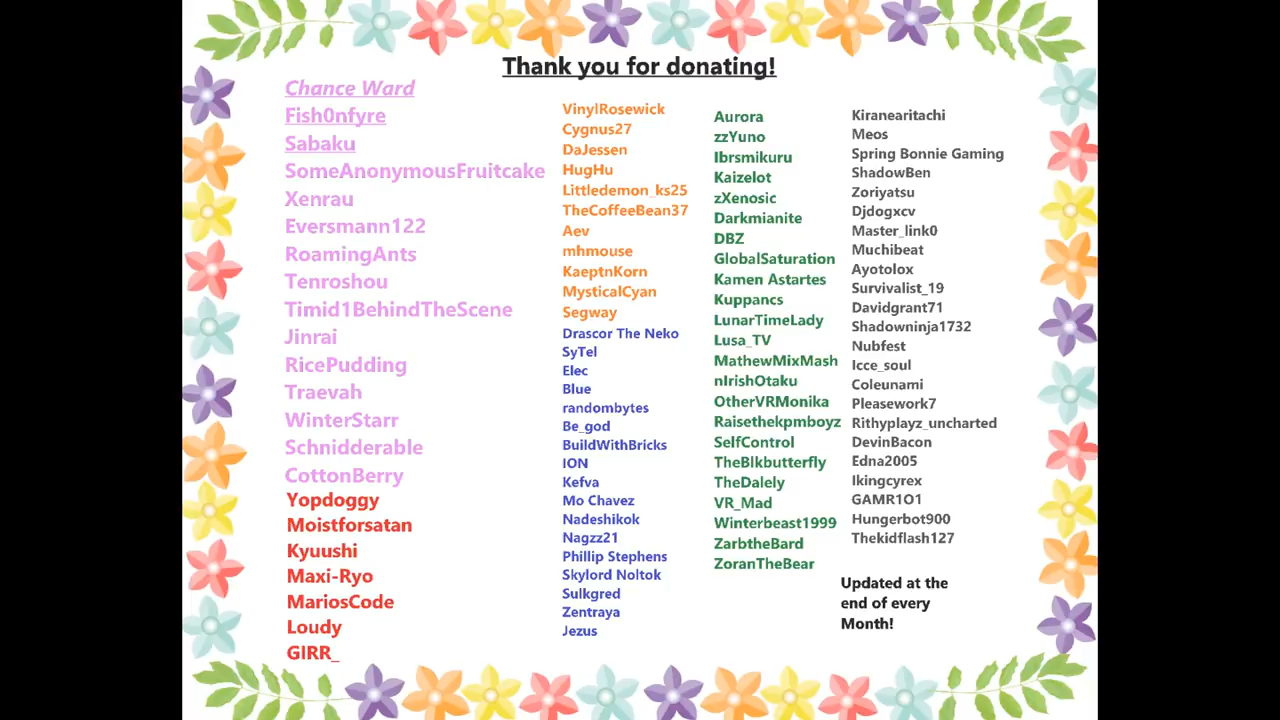 Thank you for donating!
Chance Ward
Fish0nfyre
Sabaku
SomeAnonymousFruitcake
Xenrau
Eversmann122
RoamingAnts
Tenroshou
Timid1BehindTheScene
Jinrai
RicePudding
Traevah
WinterStarr
Schnidderable
CottonBerry
Yopdoggy
Moistforsatan
Kyuushi
Maxi-Ryo
MariosCode
Loudy
GIRR_
VinylRosewick
Cygnus27
DaJessen
HugHu
Littledemon_ks25
TheCoffeeBean37
Aev
mhmouse
KaeptnKorn
MysticalCyan
Segway
Drascor The Neko
SyTel
Elec
Blue
randombytes
Be_god
BuildWithBricks
ION
Kefva
Mo Chavez
Nadeshikok
Nagzz21
Phillip Stephens
Skylord Noltok
Sulkgred
Zentraya
Jezus
Aurora
zzYuno
Ibrsmikuru
Kaizelot
zXenosic
Darkmianite
DBZ
GlobalSaturation
Kamen Astartes
Kuppancs
LunarTimeLady
Lusa_TV
MathewMixMash
nIrishOtaku
OtherVRMonika
Raisethekpmboyz
SelfControl
TheBlkbutterfly
TheDalely
VR_Mad
Winterbeast1999
ZarbtheBard
ZoranTheBear
Kiranearitachi
Meos
Spring Bonnie Gaming
ShadowBen
Zoriyatsu
Djdogxcv
Master_link0
Muchibeat
Ayotolox
Survivalist_19
Davidgrant71
Shadowninja1732
Nubfest
Icce_soul
Coleunami
Pleasework7
Rithyplayz_uncharted
DevinBacon
Edna2005
Ikingcyrex
GAMR1O1
Hungerbot900
Thekidflash127
Updated at the
end of every
Month!